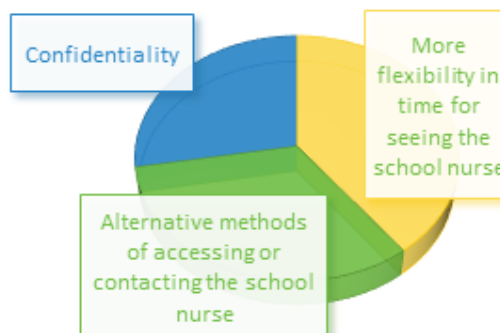 Confidentiality
More
flexibility in
time for
seeing the
school nurse
Alternative methods
of accessing or
contacting the school
nurse